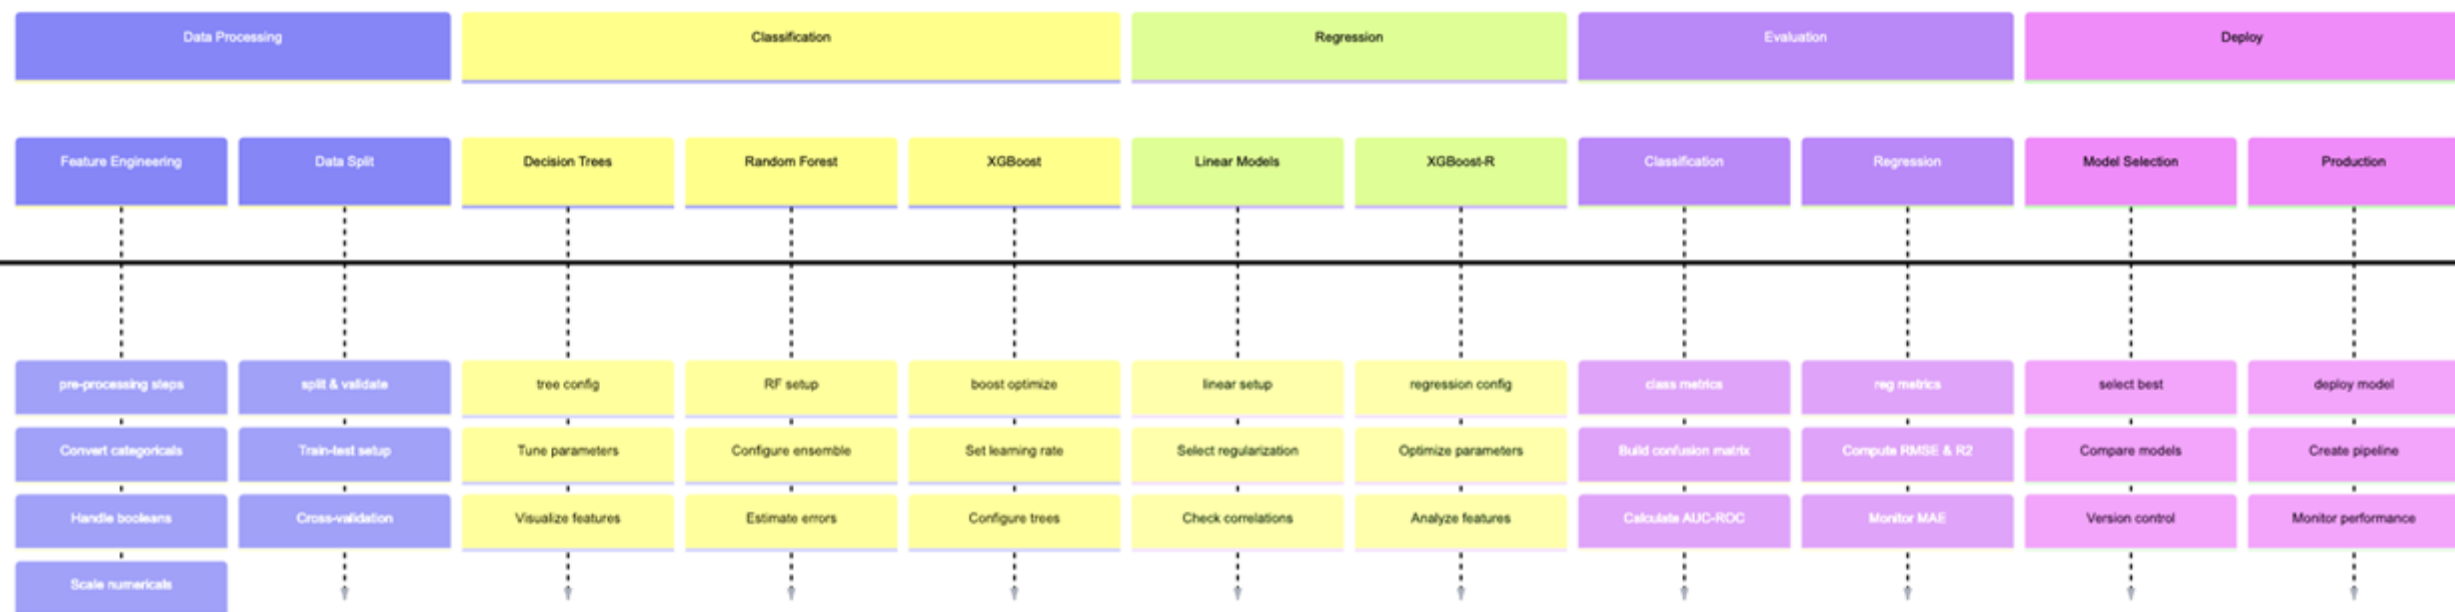 Data Processing
Classification
Regression
Evaluation
Deploy
Feature Engineering
Data Split
Decision Trees
Random Forest
XGBoost
Linear Models
XGBoost-R
Classification
Regression
Model Selection
Production
pre-processing steps
split & validate
tree config
RF setup
boost optimize
linear setup
regression config
class metrics
reg metrics
select best
deploy model
Convert categoricals
Train-test setup
Tune parameters
Configure ensemble
Set learning rate
Select regularization
Optimize parameters
Build confusion matrix
Compute RMSE & R2
Compare models
Create pipeline
Handle booleans
Cross-validation
Visualize features
Estimate errors
Configure trees
Check correlations
Analyze features
Calculate AUC-ROC
Monitor MAE
Version control
Monitor performance
Scale numericals